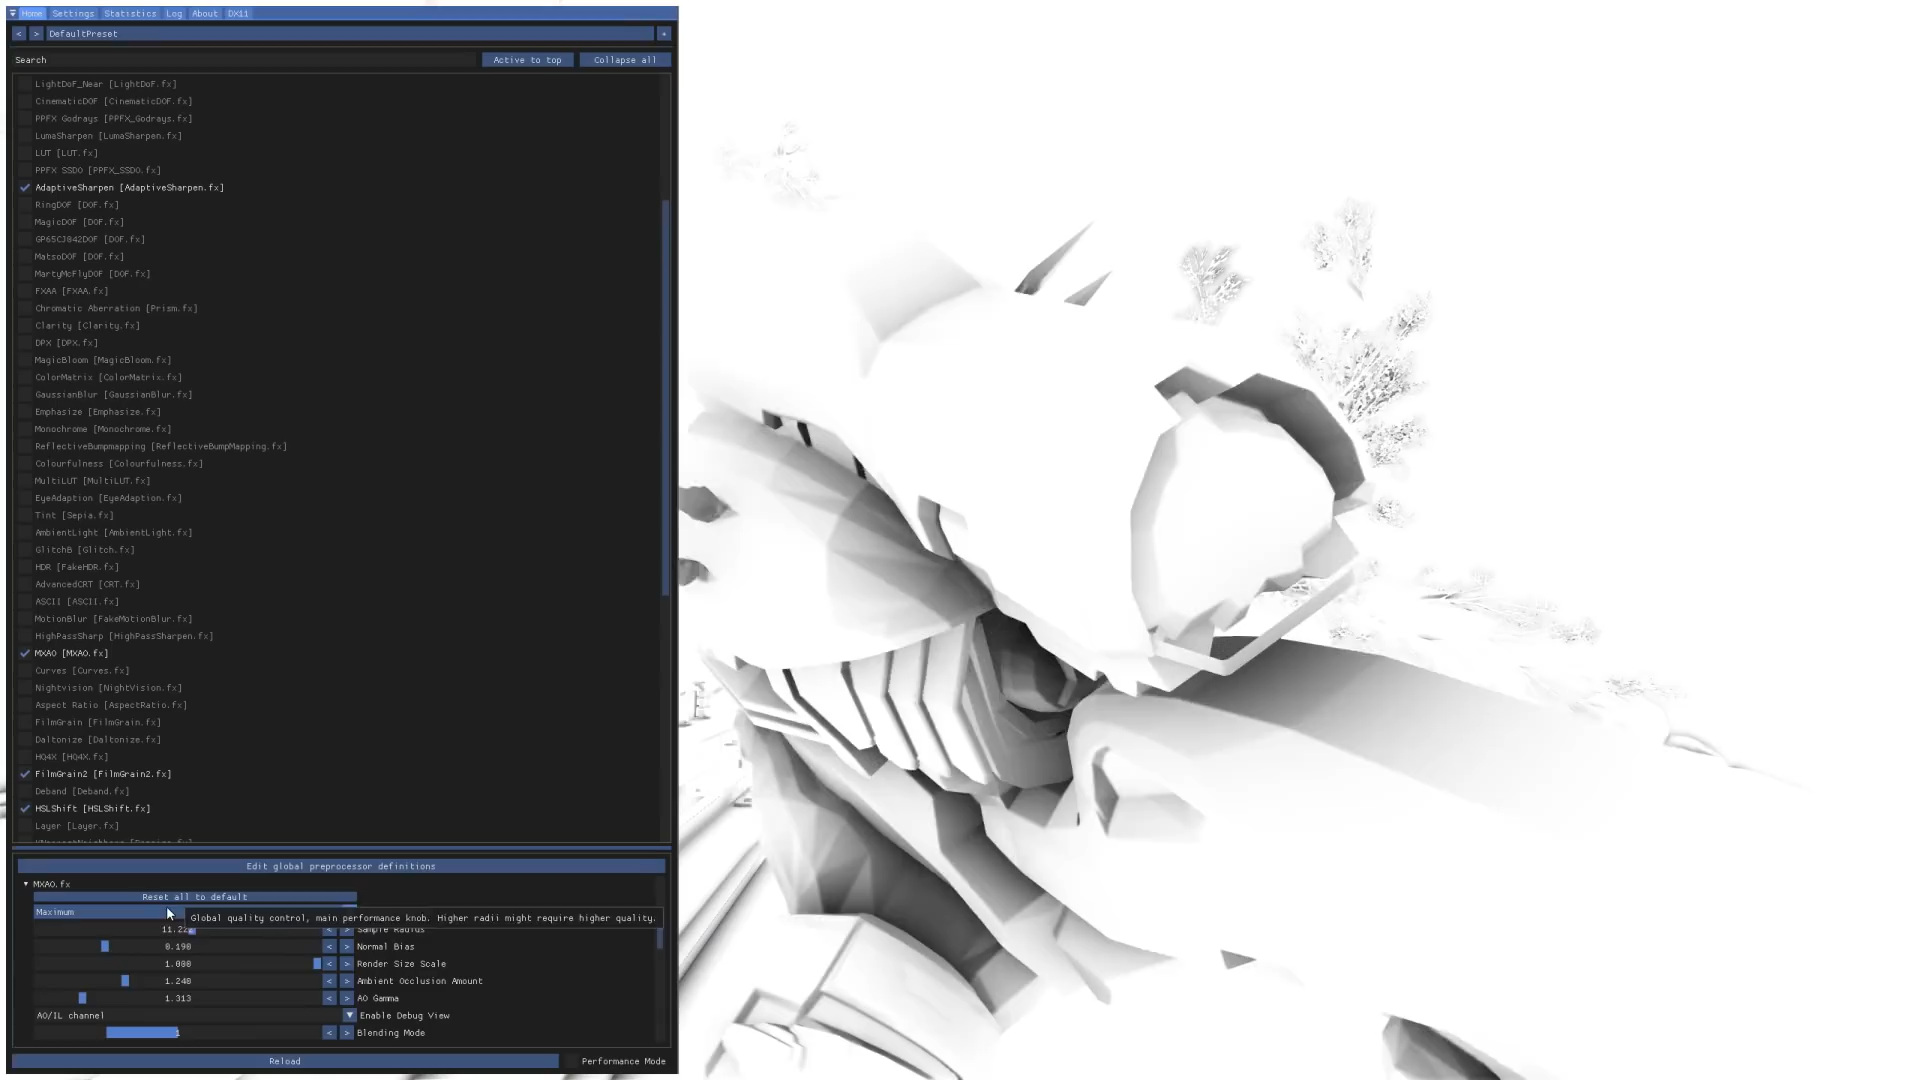 Home Settings Statistics Log About DX11
< > DefaultPreset +
Search Active to top Collapse all
LightDoF_Near [LightDoF.fx]
CinematicDOF [CinematicDOF.fx]
PPFX Godrays [PPFX_Godrays.fx]
LumaSharpen [LumaSharpen.fx]
LUT [LUT.fx]
PPFX SSDO [PPFX_SSDO.fx]
AdaptiveSharpen [AdaptiveSharpen.fx]
RingDOF [DOF.fx]
MagicDOF [DOF.fx]
GP65CJ042DOF [DOF.fx]
MatsoDOF [DOF.fx]
MartyMcFlyDOF [DOF.fx]
FXAA [FXAA.fx]
Chromatic Aberration [Prism.fx]
Clarity [Clarity.fx]
DPX [DPX.fx]
MagicBloom [MagicBloom.fx]
ColorMatrix [ColorMatrix.fx]
GaussianBlur [GaussianBlur.fx]
Emphasize [Emphasize.fx]
Monochrome [Monochrome.fx]
ReflectiveBumpmapping [ReflectiveBumpMapping.fx]
Colourfulness [Colourfulness.fx]
MultiLUT [MultiLUT.fx]
EyeAdaption [EyeAdaption.fx]
Tint [Sepia.fx]
AmbientLight [AmbientLight.fx]
GlitchB [Glitch.fx]
HDR [FakeHDR.fx]
AdvancedCRT [CRT.fx]
ASCII [ASCII.fx]
MotionBlur [FakeMotionBlur.fx]
HighPassSharp [HighPassSharpen.fx]
MXAO [MXAO.fx]
Curves [Curves.fx]
Nightvision [NightVision.fx]
Aspect Ratio [AspectRatio.fx]
FilmGrain [FilmGrain.fx]
Daltonize [Daltonize.fx]
HQ4X [HQ4X.fx]
FilmGrain2 [FilmGrain2.fx]
Deband [Deband.fx]
HSLShift [HSLShift.fx]
Layer [Layer.fx]
Edit global preprocessor definitions
MXAO.fx
Reset all to default
Maximum
Global quality control, main performance knob. Higher radii might require higher quality.
< > Sample Radius
0.190 < > Normal Bias
1.000 < > Render Size Scale
1.240 < > Ambient Occlusion Amount
1.313 < > AO Gamma
AO/IL channel Enable Debug View
1 < > Blending Mode
Reload Performance Mode